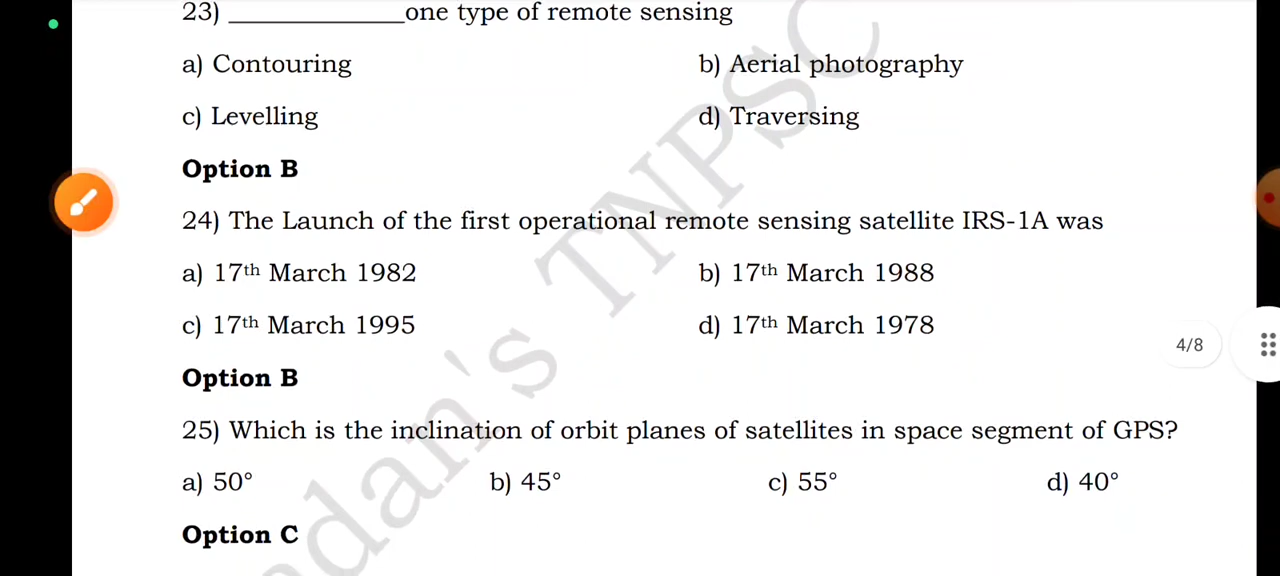 23) _____________one type of remote sensing
a) Contouring b) Aerial photography
c) Levelling d) Traversing
Option B
24) The Launch of the first operational remote sensing satellite IRS-1A was
a) 17th March 1982 b) 17th March 1988
c) 17th March 1995 d) 17th March 1978
4/8
Option B
25) Which is the inclination of orbit planes of satellites in space segment of GPS?
a) 50° b) 45° c) 55° d) 40°
Option C
adan's TNPSC